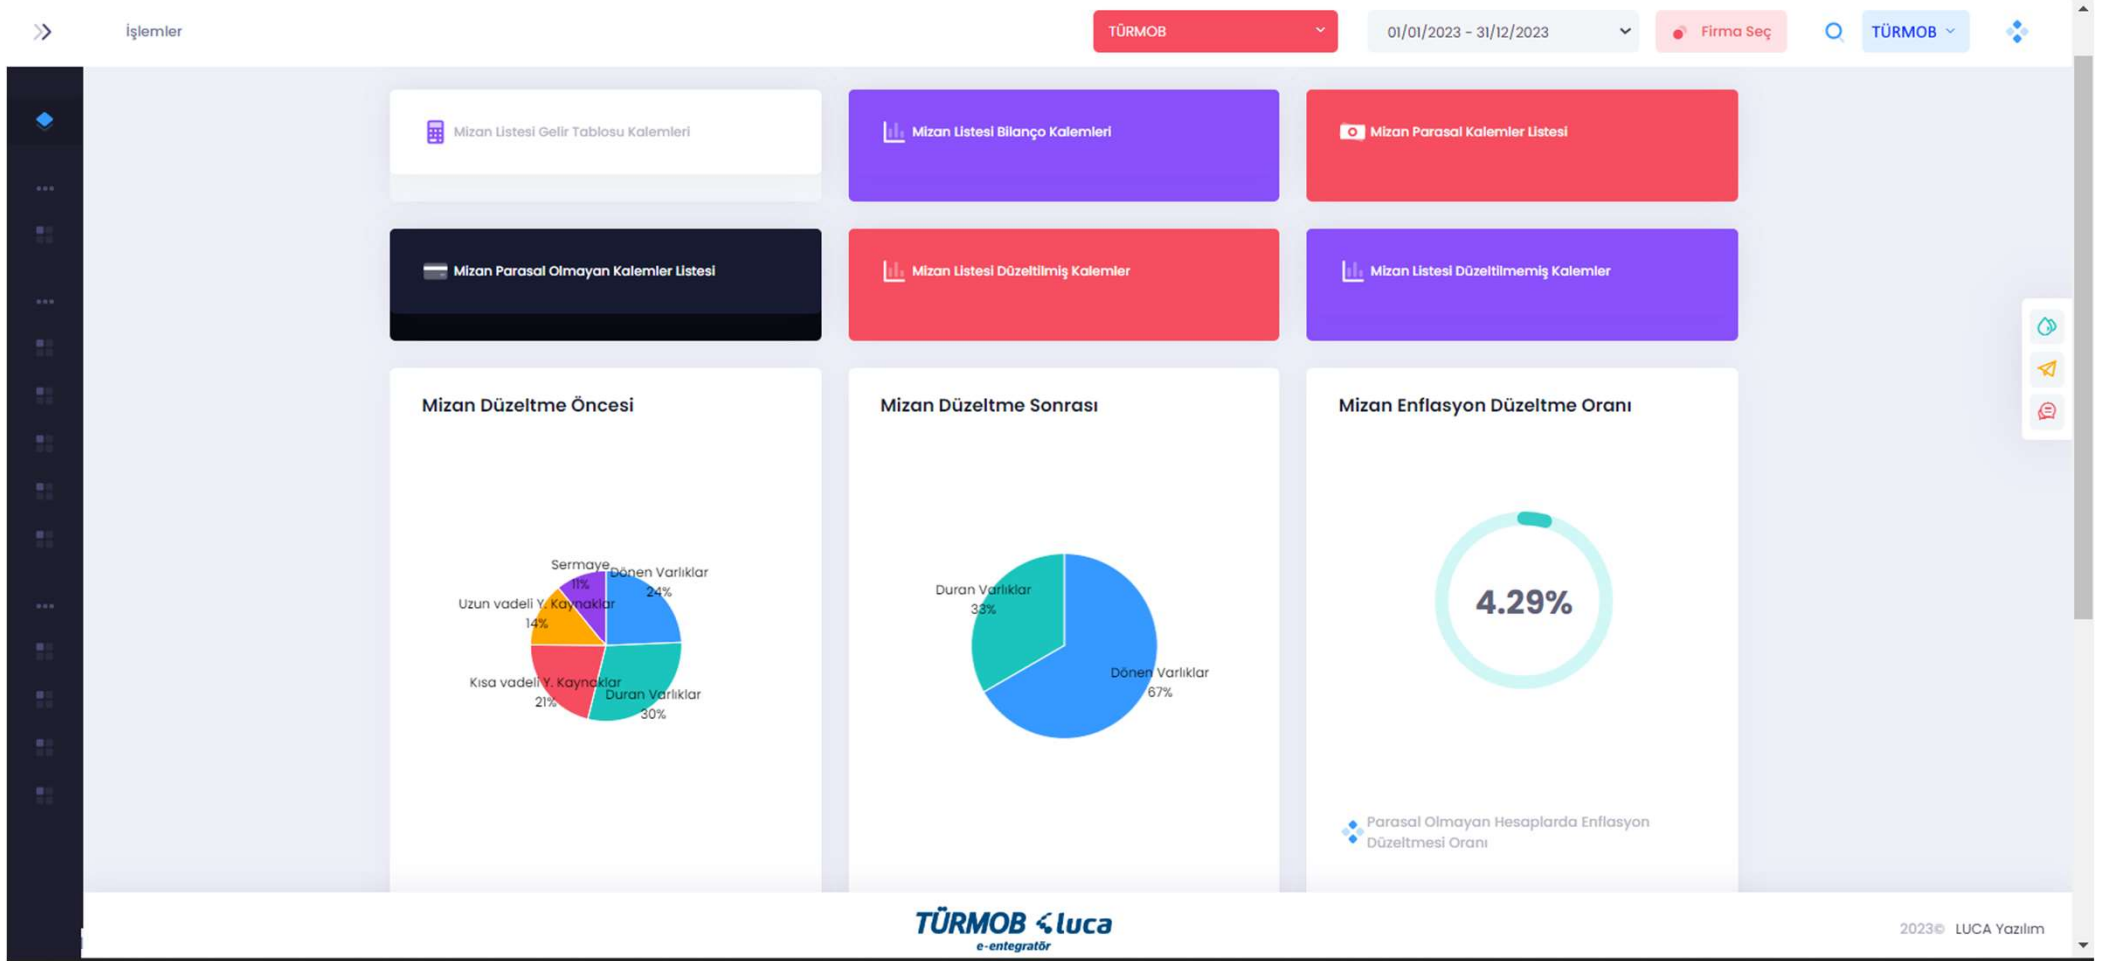 İşlemler
TÜRMOB
01/01/2023 - 31/12/2023
Firma Seç
TÜRMOB
Mizan Listesi Gelir Tablosu Kalemleri
Mizan Listesi Bilanço Kalemleri
Mizan Parasal Kalemler Listesi
Mizan Parasal Olmayan Kalemler Listesi
Mizan Listesi Düzeltilmiş Kalemler
Mizan Listesi Düzeltilmemiş Kalemler
Mizan Düzeltme Öncesi
Sermaye
11%
Dönen Varlıklar
24%
Uzun vadeli Y. Kaynaklar
14%
Kısa vadeli Y. Kaynaklar
21%
Duran Varlıklar
30%
Mizan Düzeltme Sonrası
Duran Varlıklar
33%
Dönen Varlıklar
67%
Mizan Enflasyon Düzeltme Oranı
4.29%
Parasal Olmayan Hesaplarda Enflasyon
Düzeltmesi Oranı
TÜRMOB luca
e-entegratör
2023© LUCA Yazılım